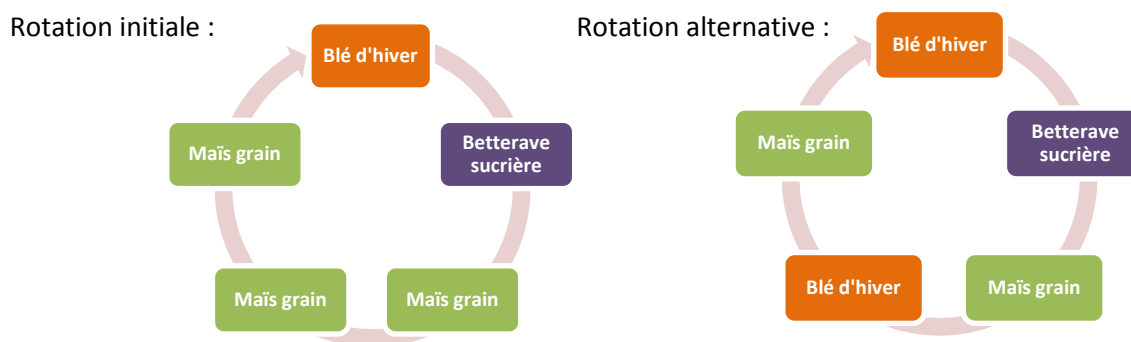 Rotation initiale :
Blé d'hiver
Betterave
sucrière
Maïs grain
Maïs grain
Maïs grain
Rotation alternative :
Blé d'hiver
Betterave
sucrière
Maïs grain
Blé d'hiver
Maïs grain